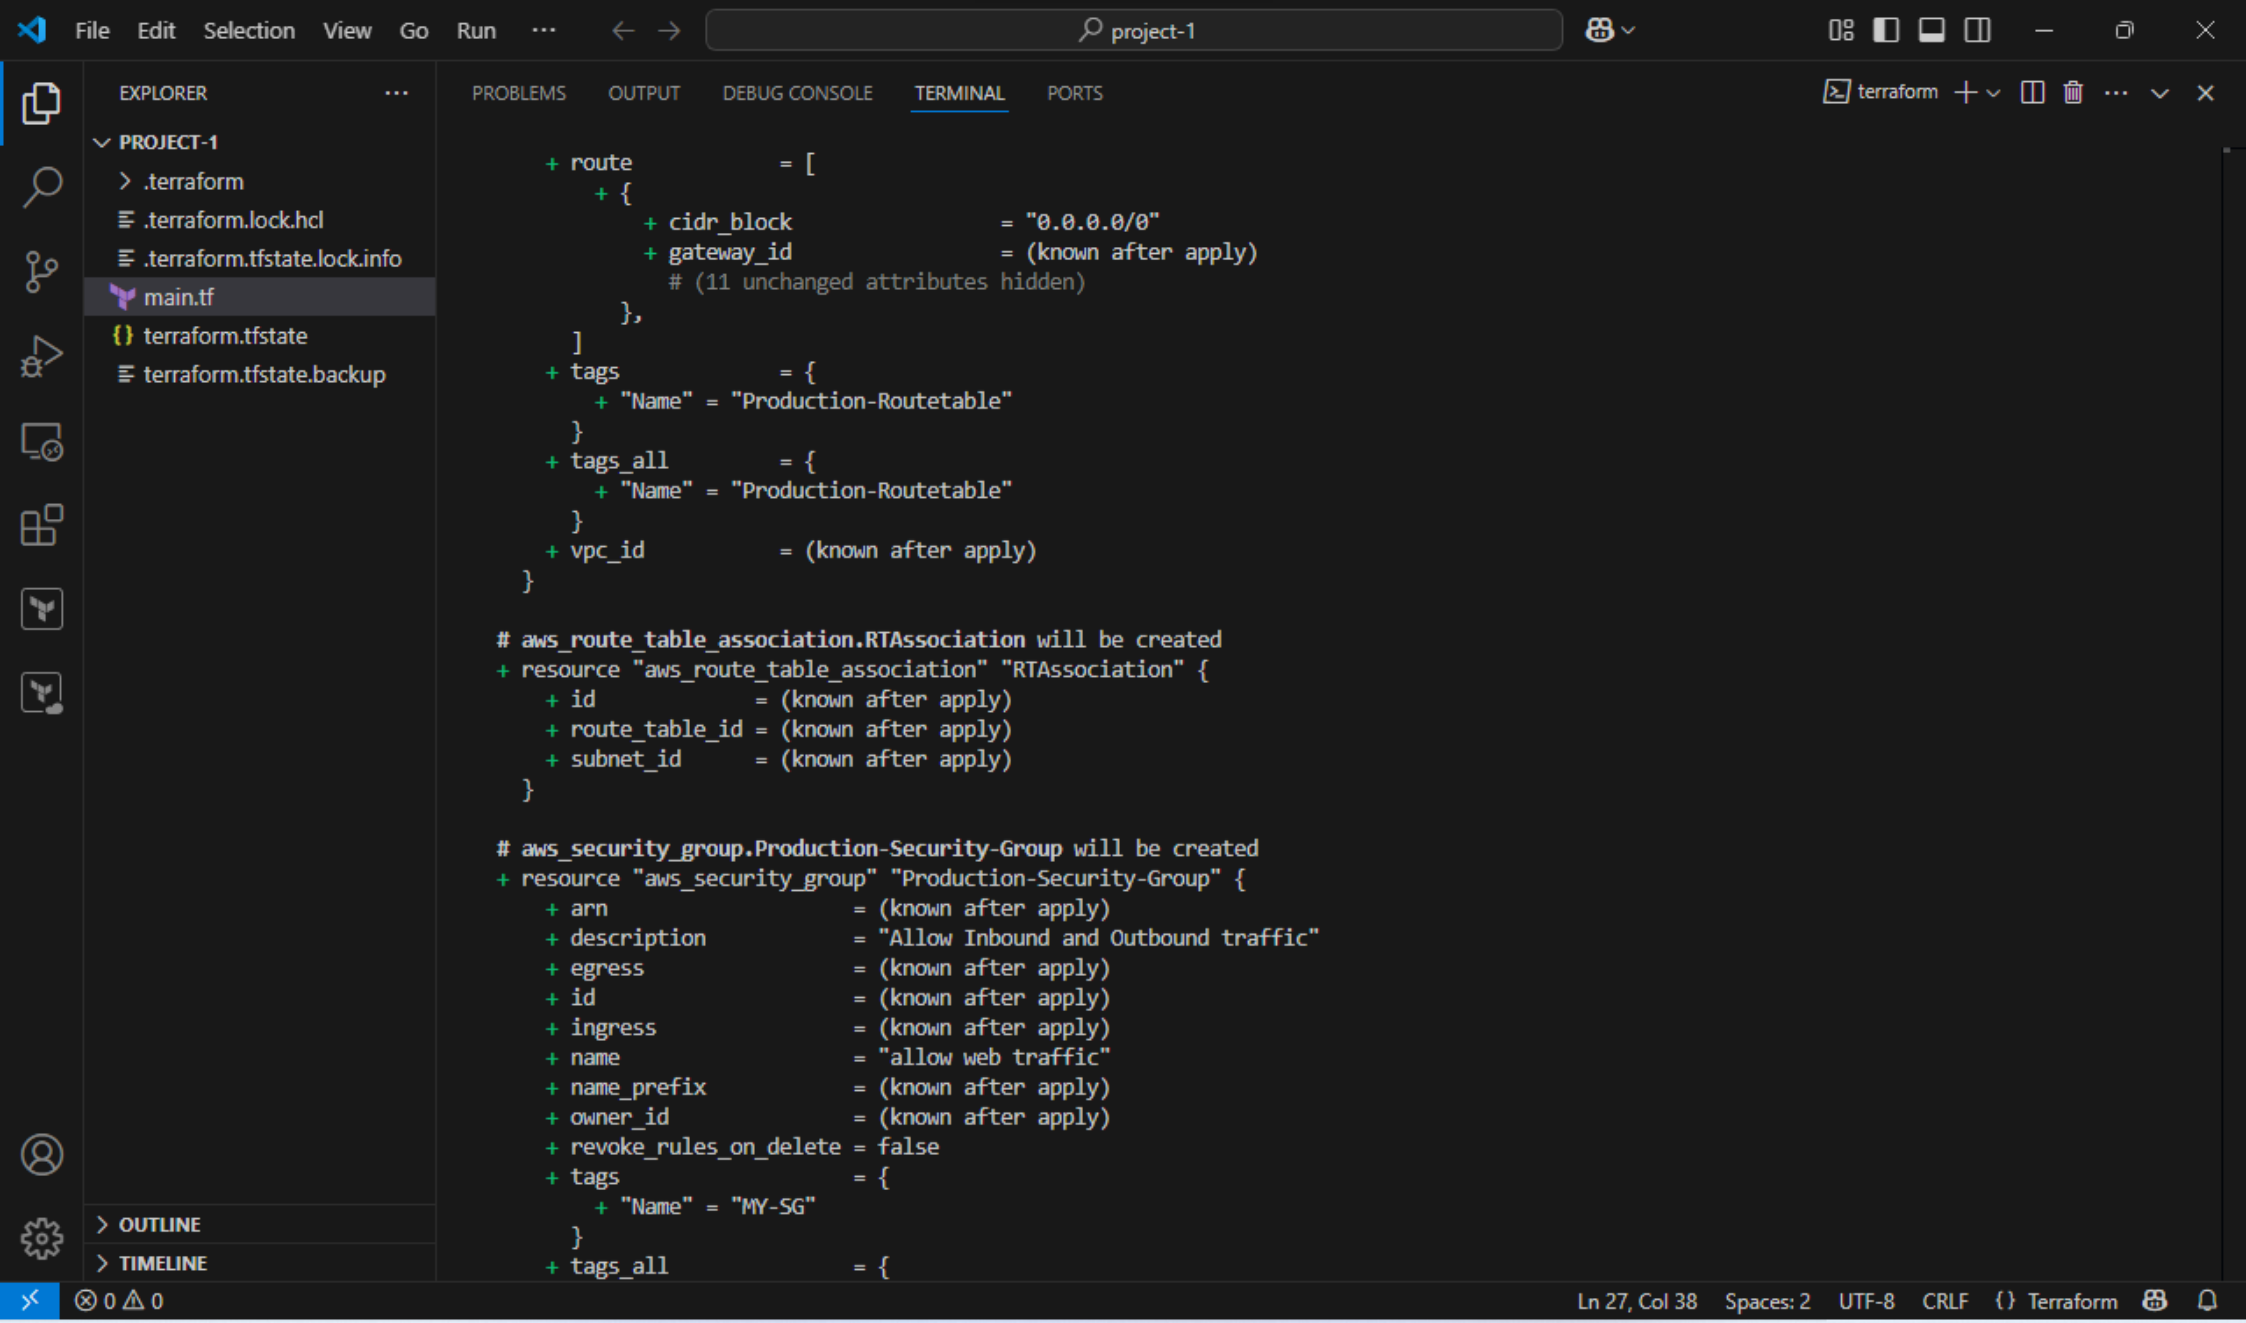 File Edit Selection View Go Run ··· project-1
EXPLORER ···
PROJECT-1
.terraform
.terraform.lock.hcl
.terraform.tfstate.lock.info
main.tf
{} terraform.tfstate
terraform.tfstate.backup
OUTLINE
TIMELINE
PROBLEMS OUTPUT DEBUG CONSOLE TERMINAL PORTS terraform
+ route = [
+ {
+ cidr_block = "0.0.0.0/0"
+ gateway_id = (known after apply)
# (11 unchanged attributes hidden)
},
]
+ tags = {
+ "Name" = "Production-Routetable"
}
+ tags_all = {
+ "Name" = "Production-Routetable"
}
+ vpc_id = (known after apply)
}
# aws_route_table_association.RTAssociation will be created
+ resource "aws_route_table_association" "RTAssociation" {
+ id = (known after apply)
+ route_table_id = (known after apply)
+ subnet_id = (known after apply)
}
# aws_security_group.Production-Security-Group will be created
+ resource "aws_security_group" "Production-Security-Group" {
+ arn = (known after apply)
+ description = "Allow Inbound and Outbound traffic"
+ egress = (known after apply)
+ id = (known after apply)
+ ingress = (known after apply)
+ name = "allow web traffic"
+ name_prefix = (known after apply)
+ owner_id = (known after apply)
+ revoke_rules_on_delete = false
+ tags = {
+ "Name" = "MY-SG"
}
+ tags_all = {
0 0 Ln 27, Col 38 Spaces: 2 UTF-8 CRLF {} Terraform